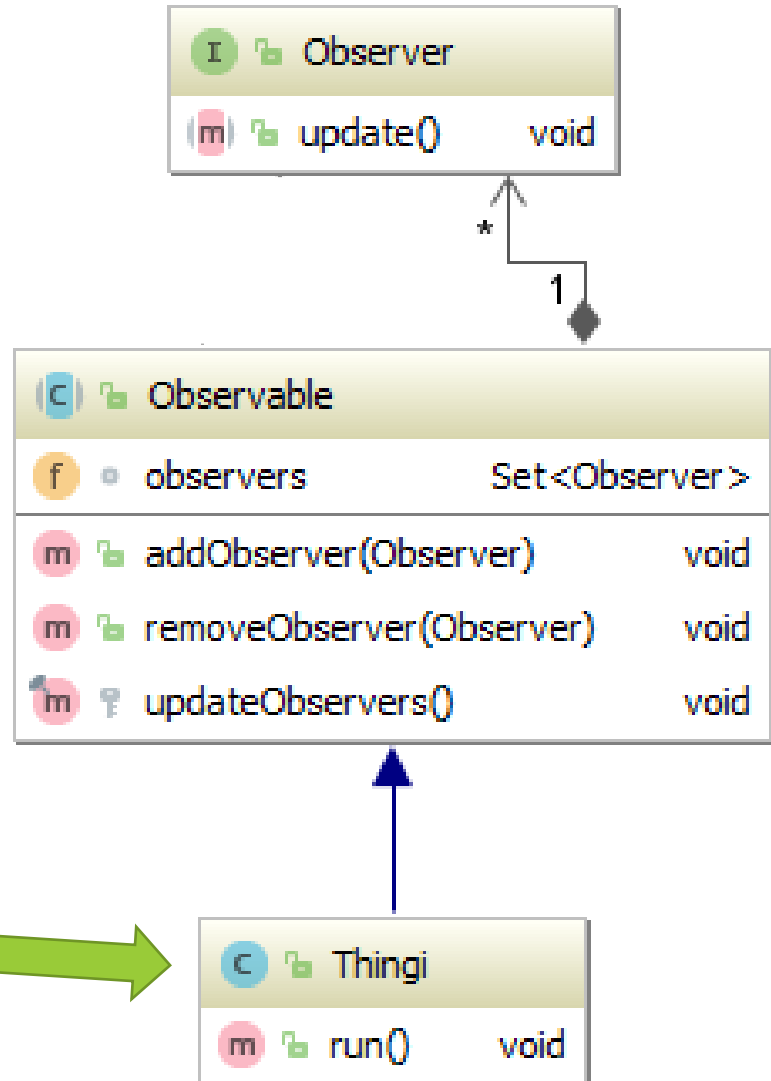 I Observer
m update() void
*
1
C Observable
f observers Set<Observer>
m addObserver(Observer) void
m removeObserver(Observer) void
m updateObservers() void
C Thingi
m run() void